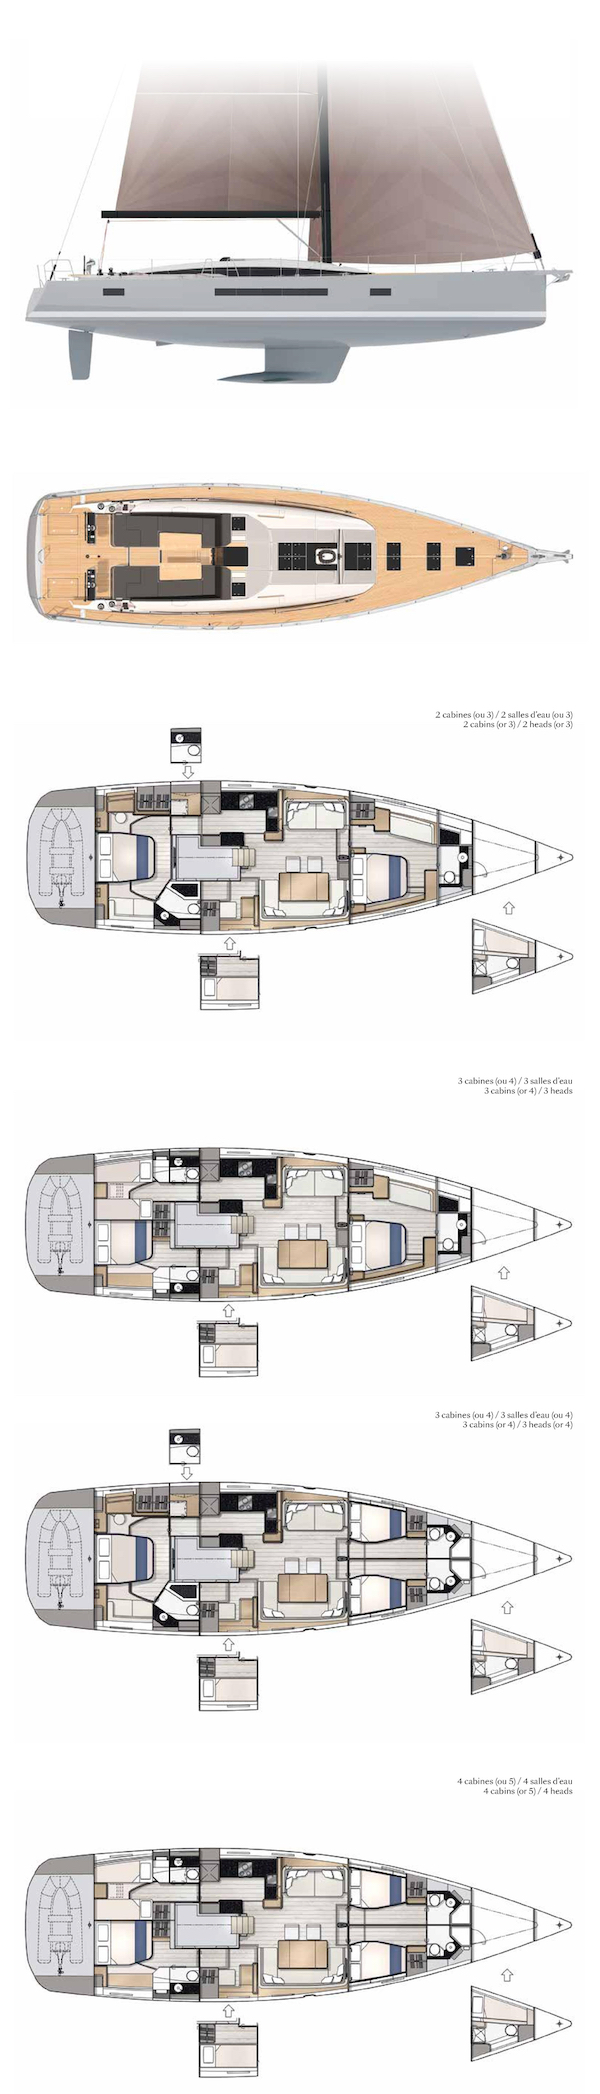 2 cabines (ou 3) / 2 salles d'eau (ou 3)
2 cabins (or 3) / 2 heads (or 3)
3 cabines (ou 4) / 3 salles d'eau
3 cabins (or 4) / 3 heads
3 cabines (ou 4) / 3 salles d'eau (ou 4)
3 cabins (or 4) / 3 heads (or 4)
4 cabines (ou 5) / 4 salles d'eau
4 cabins (or 5) / 4 heads